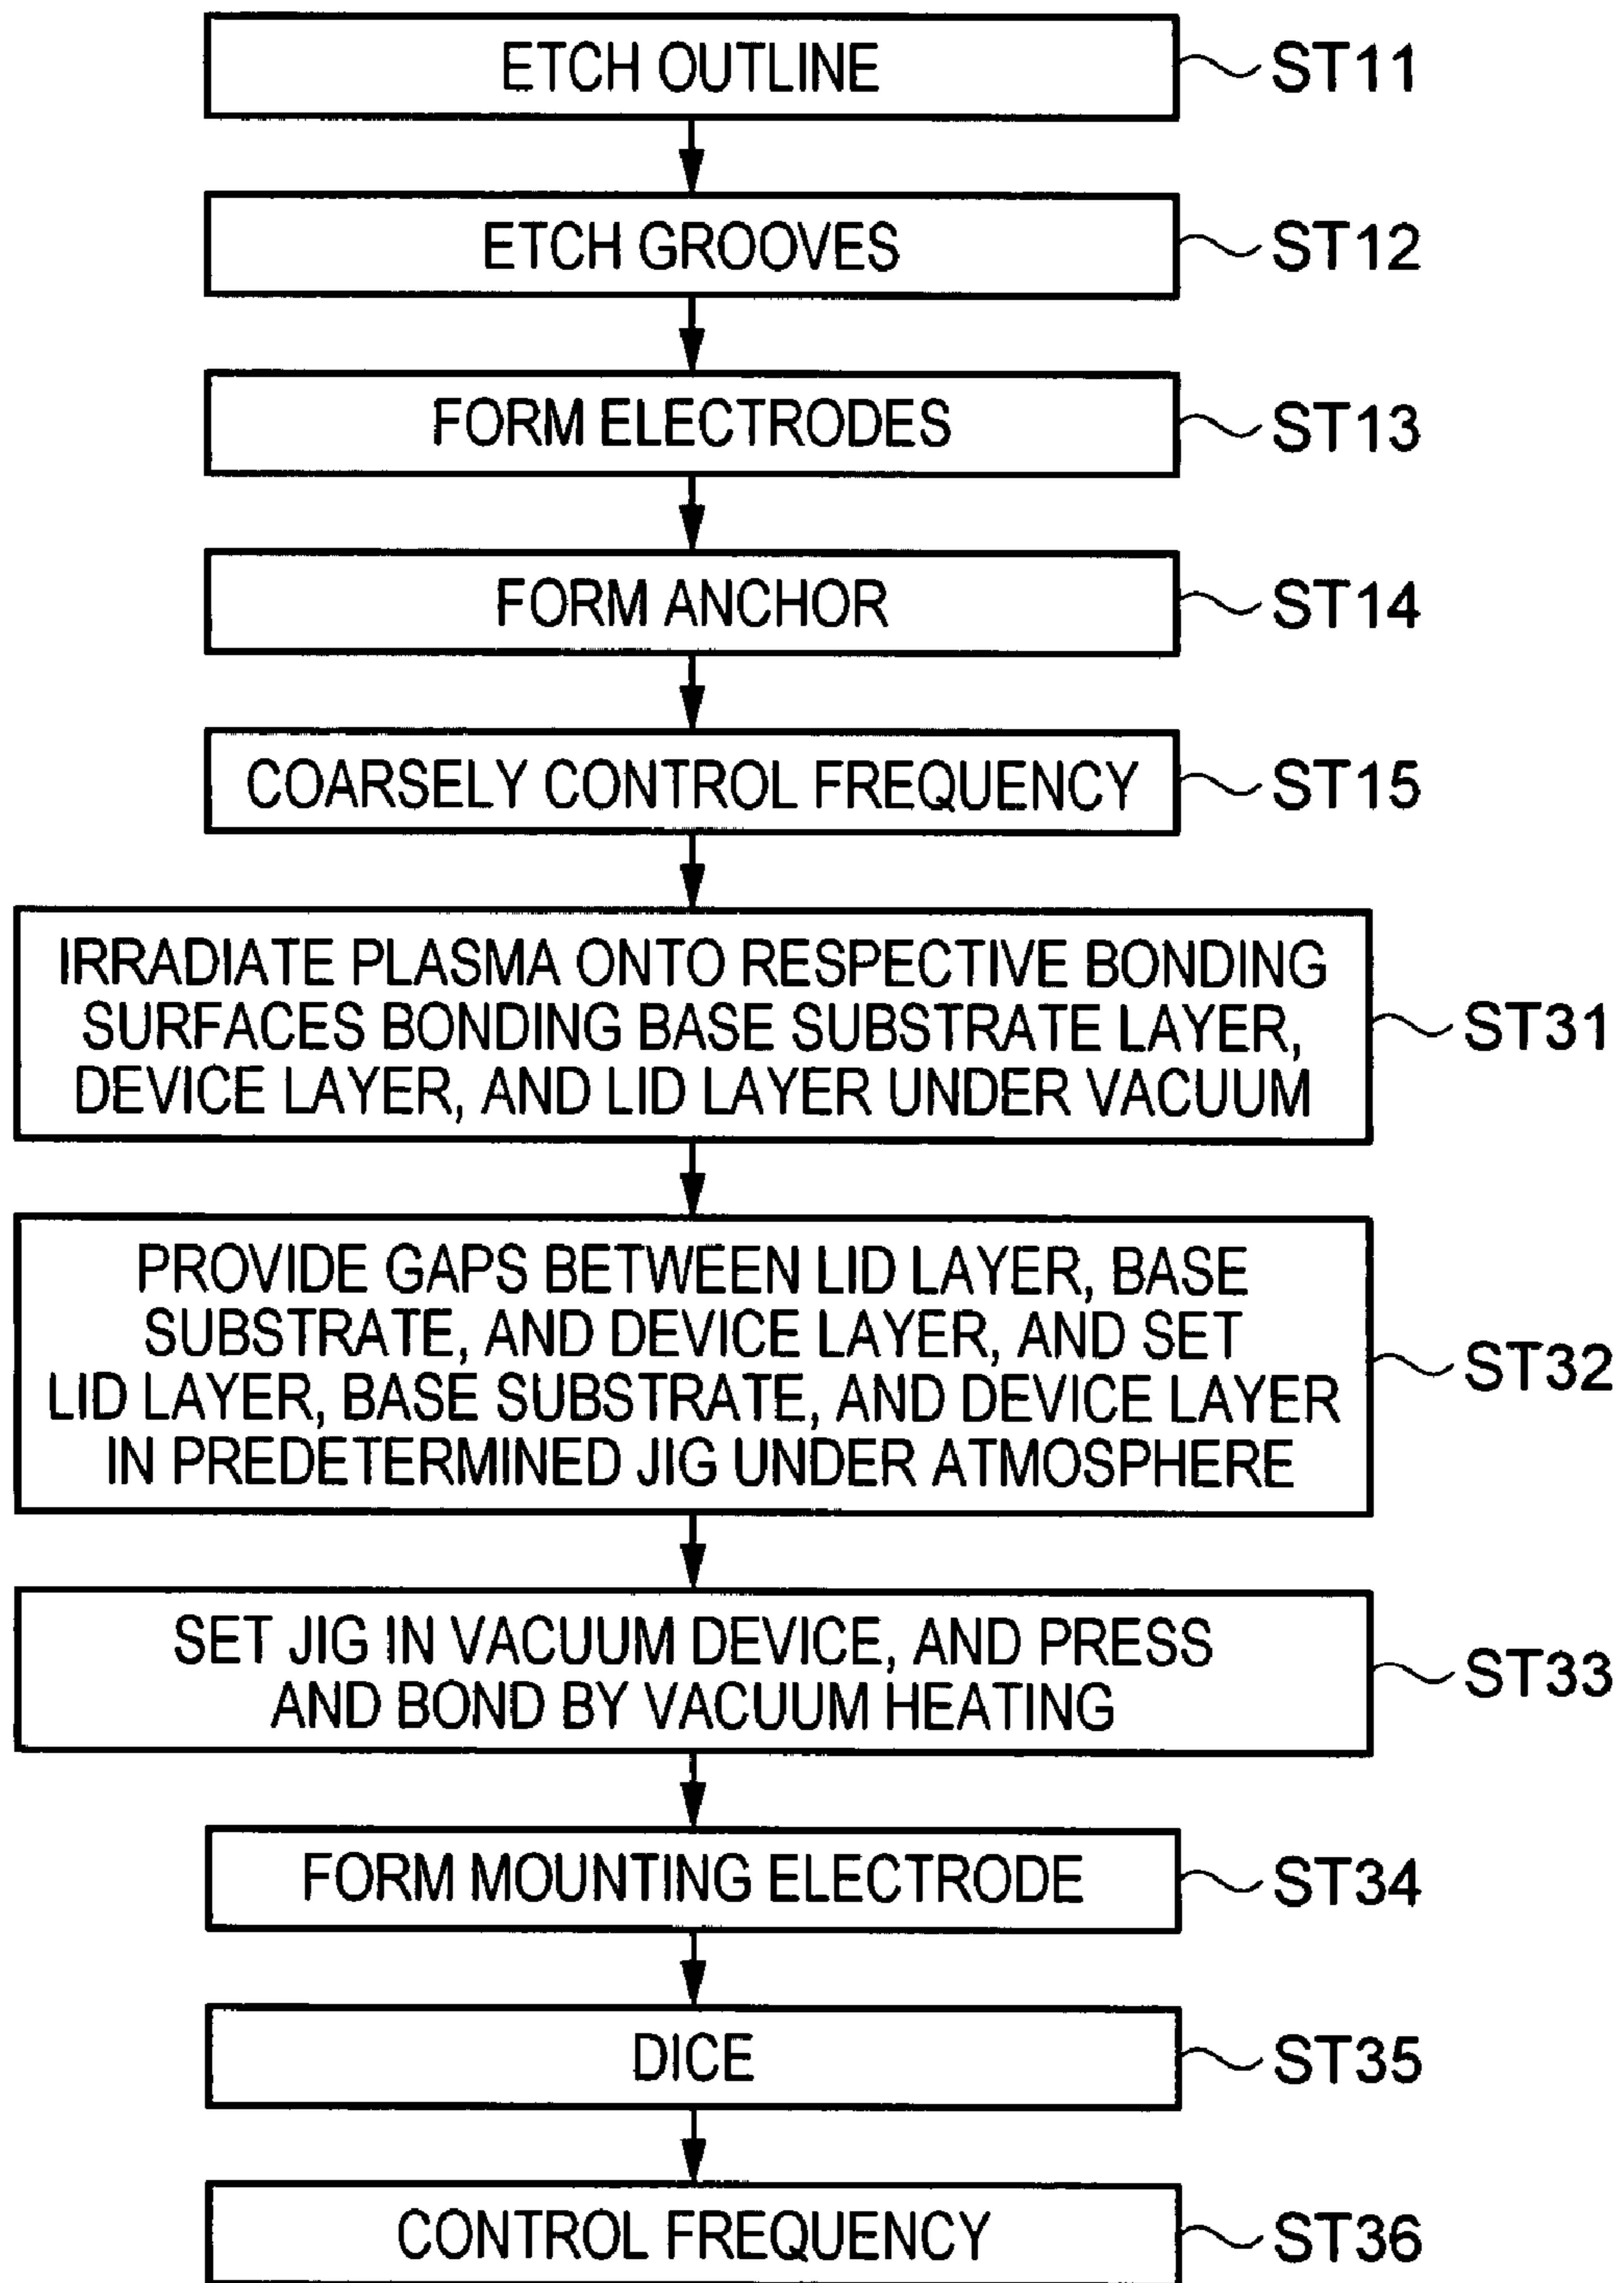 ETCH OUTLINE ST11
ETCH GROOVES ST12
FORM ELECTRODES ST13
FORM ANCHOR ST14
COARSELY CONTROL FREQUENCY ST15
IRRADIATE PLASMA ONTO RESPECTIVE BONDING
SURFACES BONDING BASE SUBSTRATE LAYER,
DEVICE LAYER, AND LID LAYER UNDER VACUUM
ST31
PROVIDE GAPS BETWEEN LID LAYER, BASE
SUBSTRATE, AND DEVICE LAYER, AND SET
LID LAYER, BASE SUBSTRATE, AND DEVICE LAYER
IN PREDETERMINED JIG UNDER ATMOSPHERE
ST32
SET JIG IN VACUUM DEVICE, AND PRESS
AND BOND BY VACUUM HEATING
ST33
FORM MOUNTING ELECTRODE ST34
DICE ST35
CONTROL FREQUENCY ST36